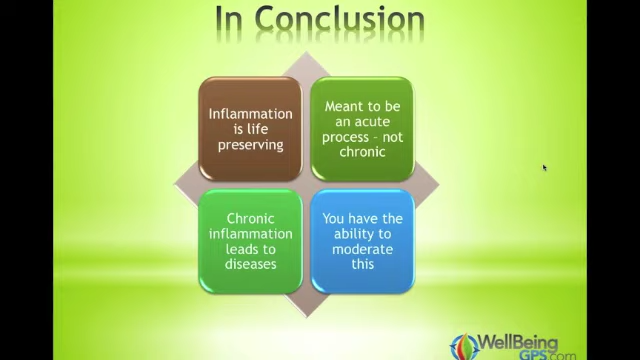 In Conclusion
Inflammation
is life
preserving
Meant to be
an acute
process – not
chronic
Chronic
inflammation
leads to
diseases
You have the
ability to
moderate
this
WellBeing
GPS.com